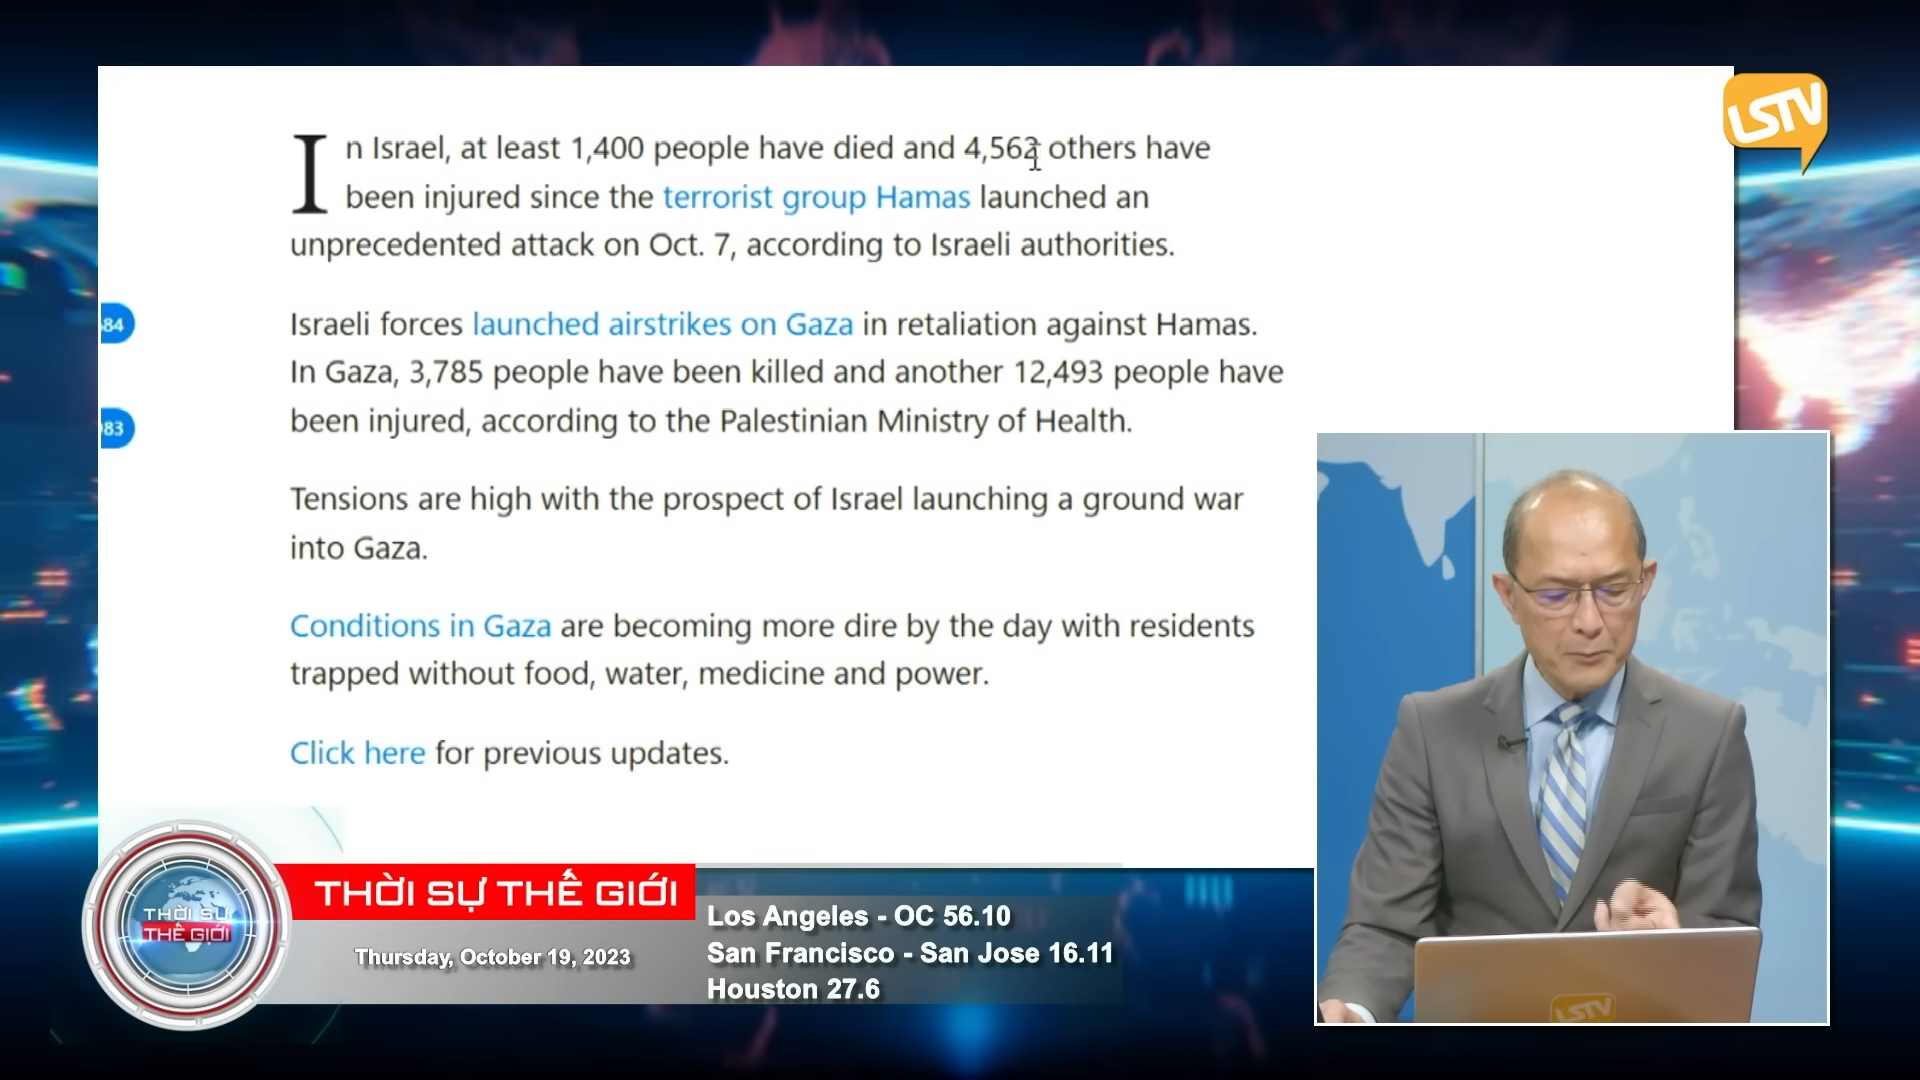 LSTV
In Israel, at least 1,400 people have died and 4,562 others have
been injured since the terrorist group Hamas launched an
unprecedented attack on Oct. 7, according to Israeli authorities.
84
Israeli forces launched airstrikes on Gaza in retaliation against Hamas.
In Gaza, 3,785 people have been killed and another 12,493 people have
83
been injured, according to the Palestinian Ministry of Health.
Tensions are high with the prospect of Israel launching a ground war
into Gaza.
Conditions in Gaza are becoming more dire by the day with residents
trapped without food, water, medicine and power.
Click here for previous updates.
THỜI SỰ THẾ GIỚI
THỜI SỰ
THẾ GIỚI
Thursday, October 19, 2023
Los Angeles - OC 56.10
San Francisco - San Jose 16.11
Houston 27.6
LSTV